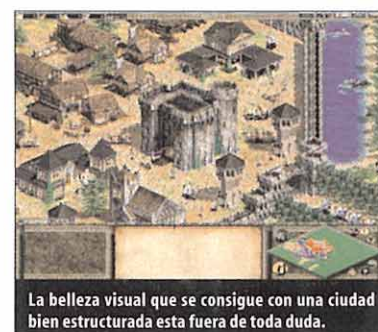 La belleza visual que se consigue con una ciudad
bien estructurada esta fuera de toda duda.